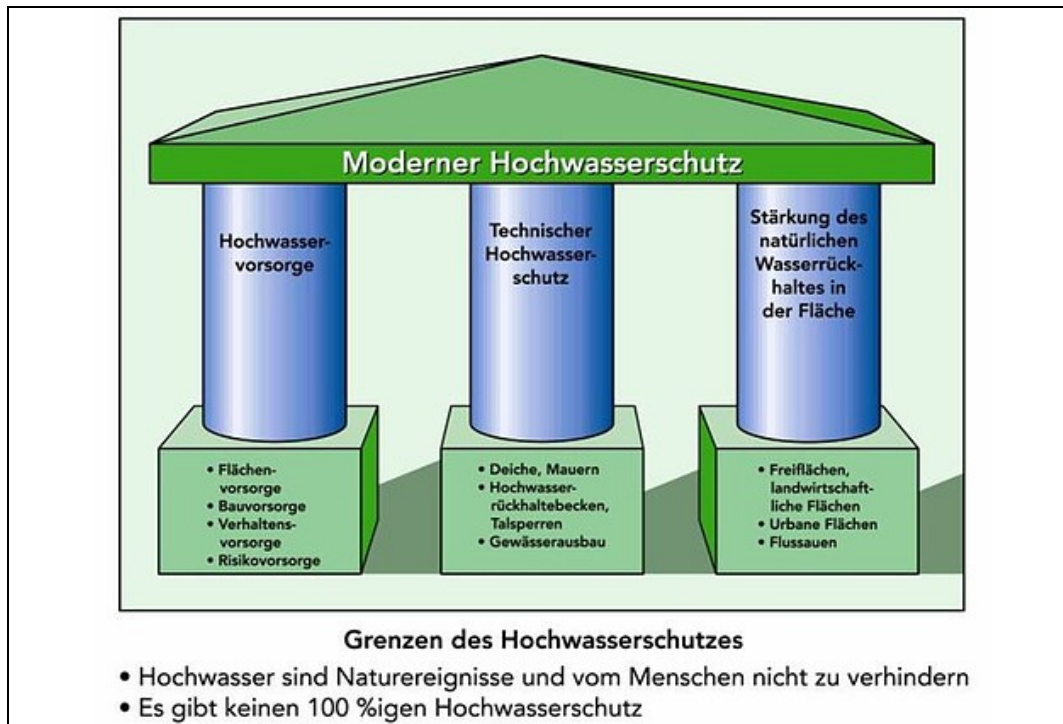 Moderner Hochwasserschutz
Hochwasser-
vorsorge
Technischer
Hochwasser-
schutz
Stärkung des
natürlichen
Wasserrück-
haltes in
der Fläche
• Flächen-
vorsorge
• Bauvorsorge
• Verhaltens-
vorsorge
• Risikovorsorge
• Deiche, Mauern
• Hochwasser-
rückhaltebecken,
Talsperren
• Gewässerausbau
• Freiflächen,
landwirtschaft-
liche Flächen
• Urbane Flächen
• Flussauen
Grenzen des Hochwasserschutzes
• Hochwasser sind Naturereignisse und vom Menschen nicht zu verhindern
• Es gibt keinen 100 %igen Hochwasserschutz